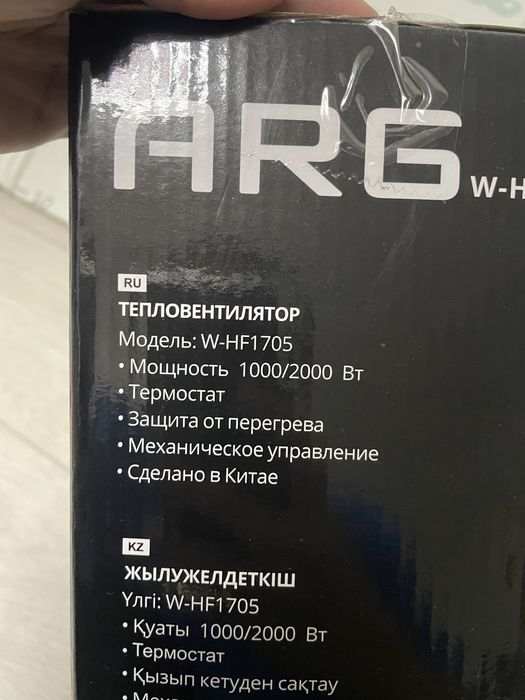 ARG W-H
RU
ТЕПЛОВЕНТИЛЯТОР
Модель: W-HF1705
• Мощность 1000/2000 Вт
• Термостат
• Защита от перегрева
• Механическое управление
• Сделано в Китае
KZ
ЖЫЛУЖЕЛДЕТКІШ
Үлгі: W-HF1705
• Қуаты 1000/2000 Вт
• Термостат
• Қызып кетуден сақтау